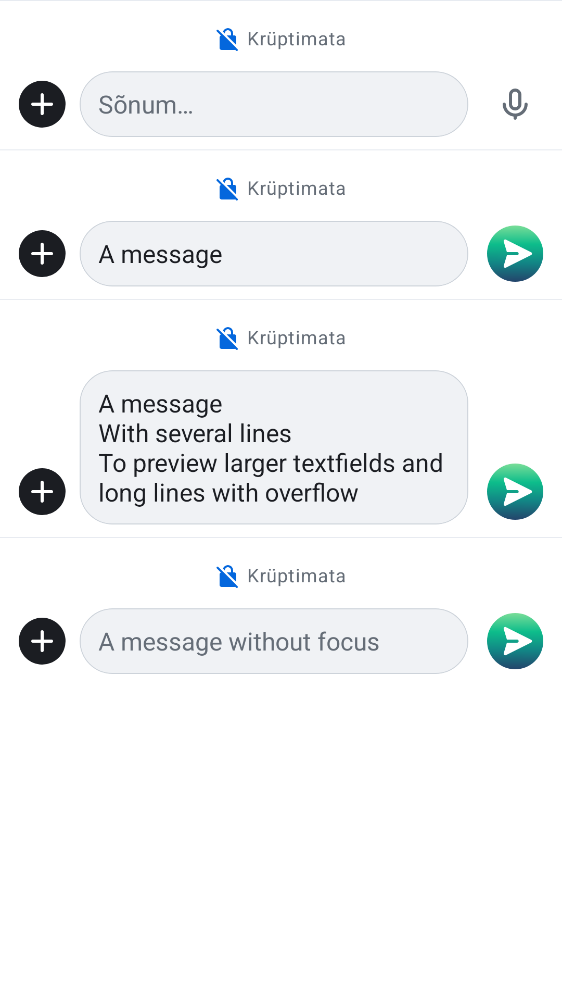 Krüptimata
Sõnum…
Krüptimata
A message
Krüptimata
A message
With several lines
To preview larger textfields and
long lines with overflow
Krüptimata
A message without focus